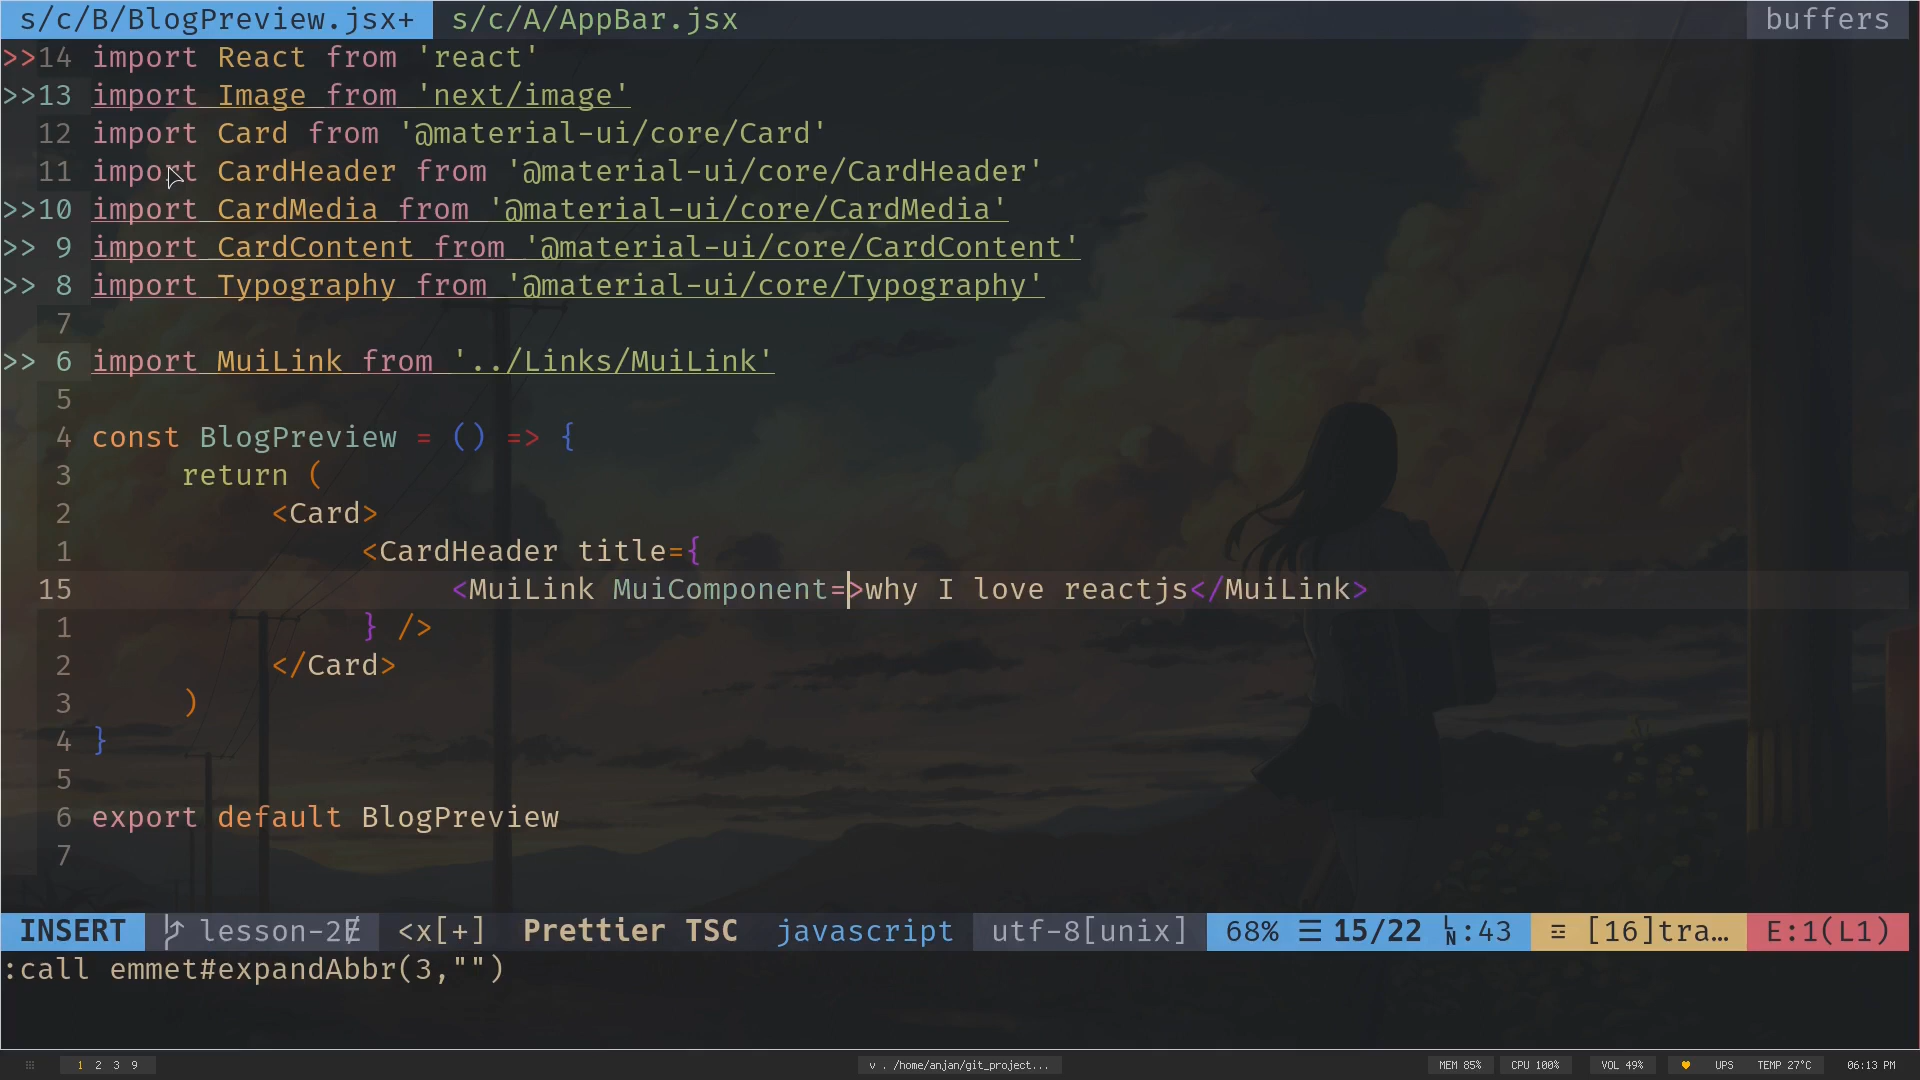 s/c/B/BlogPreview.jsx+ s/c/A/AppBar.jsx buffers
>>14 import React from 'react'
>>13 import Image from 'next/image'
12 import Card from '@material-ui/core/Card'
11 import CardHeader from '@material-ui/core/CardHeader'
>>10 import CardMedia from '@material-ui/core/CardMedia'
>> 9 import CardContent from '@material-ui/core/CardContent'
>> 8 import Typography from '@material-ui/core/Typography'
7
>> 6 import MuiLink from '../Links/MuiLink'
5
4 const BlogPreview = () => {
3 return (
2 <Card>
1 <CardHeader title={
15 <MuiLink MuiComponent=>why I love reactjs</MuiLink>
1 } />
2 </Card>
3 )
4 }
5
6 export default BlogPreview
7
INSERT lesson-2 <x[+] Prettier TSC javascript utf-8[unix] 68% ☰ 15/22 :43 [16]tra… E:1(L1)
:call emmet#expandAbbr(3,"")
1 2 3 9 v . /home/anjan/git_project... MEM 85% CPU 100% VOL 49% UPS TEMP 27°C 06:13 PM